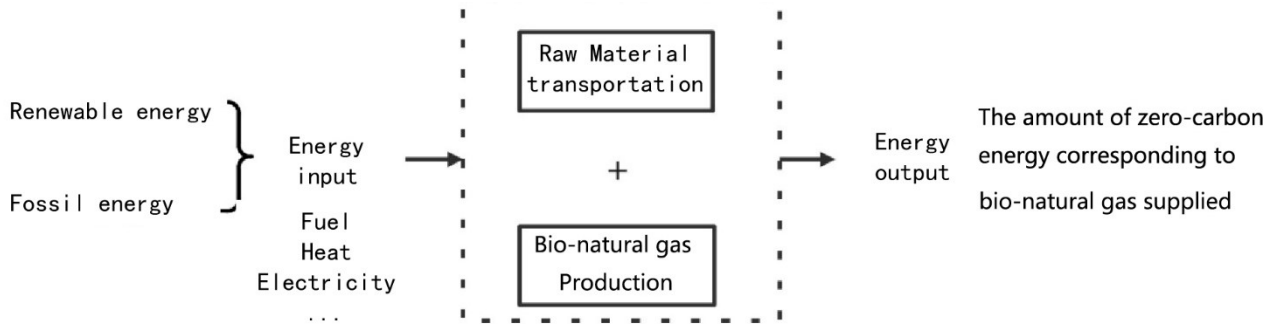 Renewable energy
Fossil energy
Energy
input
Fuel
Heat
Electricity
...
Raw Material
transportation
+
Bio-natural gas
Production
Energy
output
The amount of zero-carbon
energy corresponding to
bio-natural gas supplied